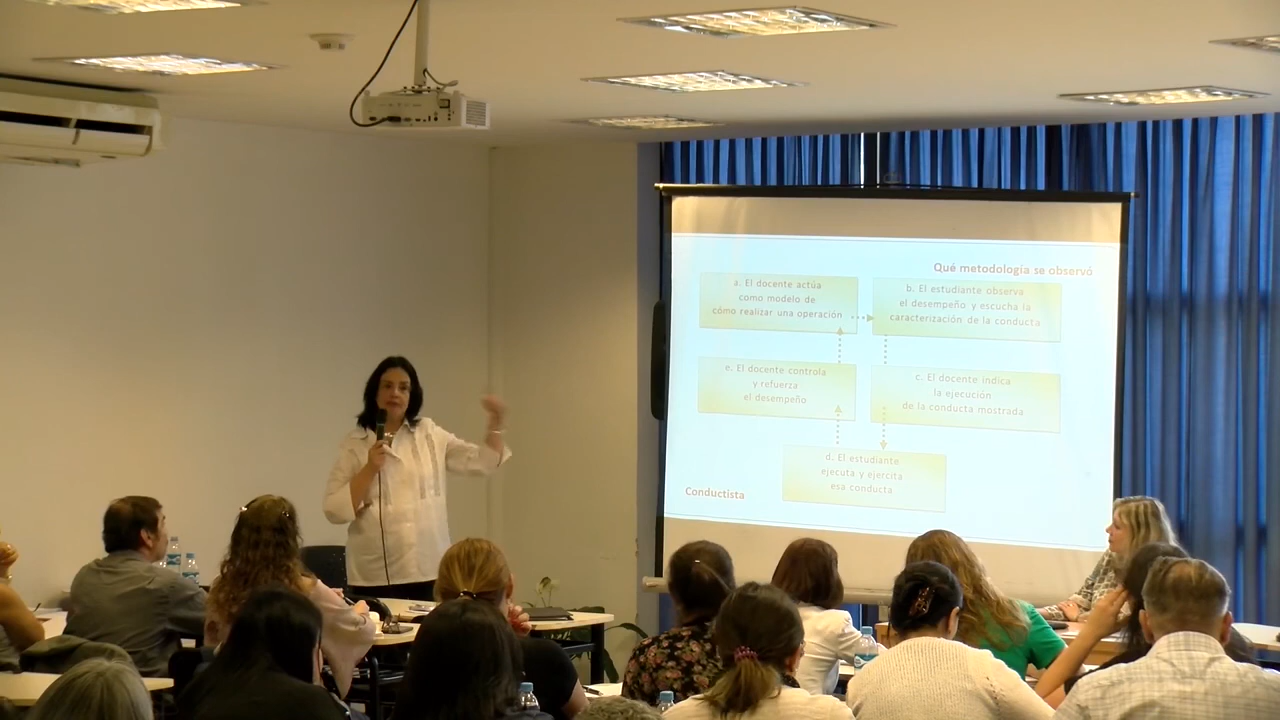 Qué metodología se observó
a. El docente actúa
como modelo de
cómo realizar una operación
b. El estudiante observa
el desempeño y escucha la
caracterización de la conducta
c. El docente indica
la ejecución
de la conducta mostrada
d. El estudiante
ejecuta y ejercita
esa conducta
e. El docente controla
y refuerza
el desempeño
Conductista